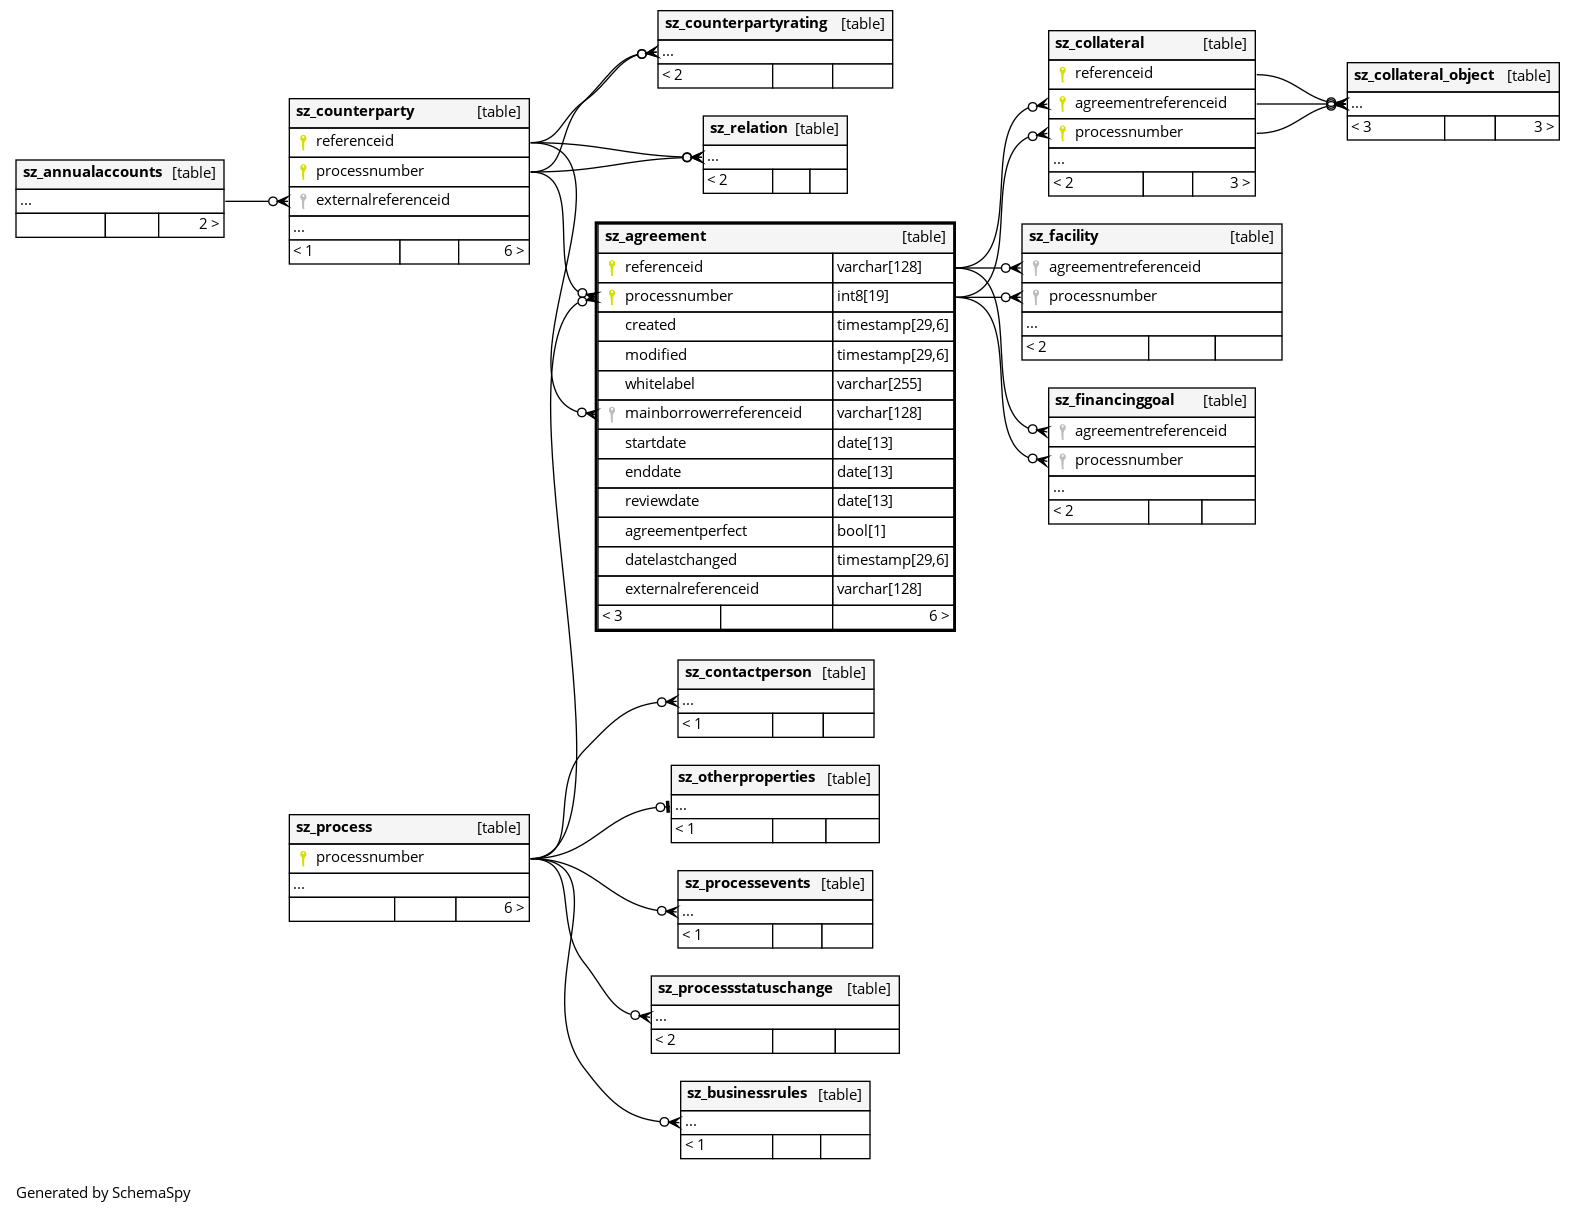 sz_counterpartyrating [table]
...
< 2
sz_collateral [table]
referenceid
agreementreferenceid
processnumber
...
< 2 3 >
sz_collateral_object [table]
...
< 3 3 >
sz_counterparty [table]
referenceid
processnumber
externalreferenceid
...
< 1 6 >
sz_relation [table]
...
< 2
sz_annualaccounts [table]
...
2 >
sz_agreement [table]
referenceid varchar[128]
processnumber int8[19]
created timestamp[29,6]
modified timestamp[29,6]
whitelabel varchar[255]
mainborrowerreferenceid varchar[128]
startdate date[13]
enddate date[13]
reviewdate date[13]
agreementperfect bool[1]
datelastchanged timestamp[29,6]
externalreferenceid varchar[128]
< 3 6 >
sz_facility [table]
agreementreferenceid
processnumber
...
< 2
sz_financinggoal [table]
agreementreferenceid
processnumber
...
< 2
sz_contactperson [table]
...
< 1
sz_otherproperties [table]
...
< 1
sz_process [table]
processnumber
...
6 >
sz_processevents [table]
...
< 1
sz_processstatuschange [table]
...
< 2
sz_businessrules [table]
...
< 1
Generated by SchemaSpy